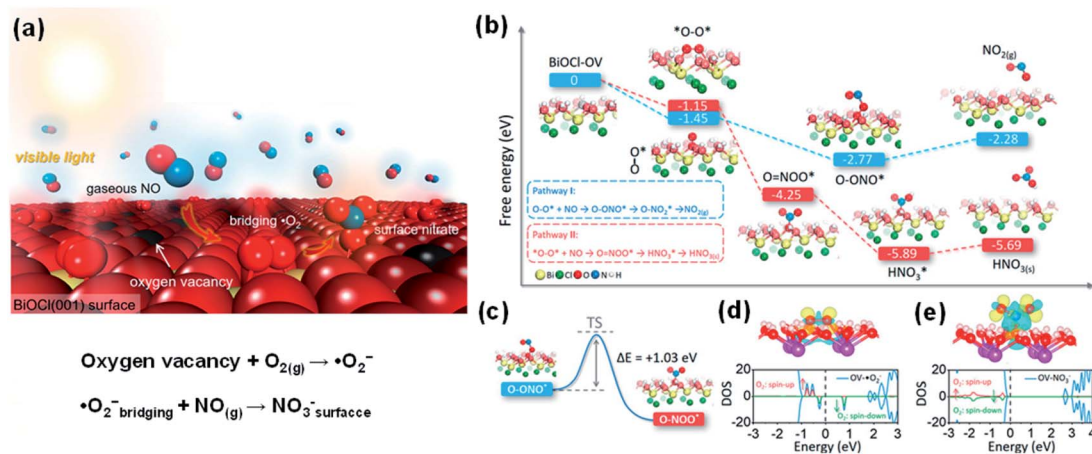 (a)
visible light
gaseous NO
bridging •O₂⁻
surface nitrate
oxygen vacancy
BiOCl(001) surface
Oxygen vacancy + O₂₍g₎ → •O₂⁻
•O₂⁻bridging + NO(g) → NO₃⁻surfacce
(b)
Free energy (eV)
BiOCl-OV
0
*O-O*
-1.15
-1.45
O*
O
O-ONO*
-2.77
NO₂(g)
-2.28
O=NOO*
-4.25
HNO₃*
-5.89
HNO₃(s)
-5.69
Pathway I:
O-O* + NO → O-ONO* → O-NO₂* → NO₂(g)
Pathway II:
*O-O* + NO → O=NOO* → HNO₃* → HNO₃(s)
Bi Cl O N H
(c)
TS
ΔE = +1.03 eV
O-ONO*
O-NOO*
(d)
DOS
20
0
-20
O₂: spin-up
O₂: spin-down
OV-•O₂⁻
-3 -2 -1 0 1 2 3
Energy (eV)
(e)
DOS
20
0
-20
O₂: spin-up
O₂: spin-down
OV-NO₃⁻
-3 -2 -1 0 1 2 3
Energy (eV)